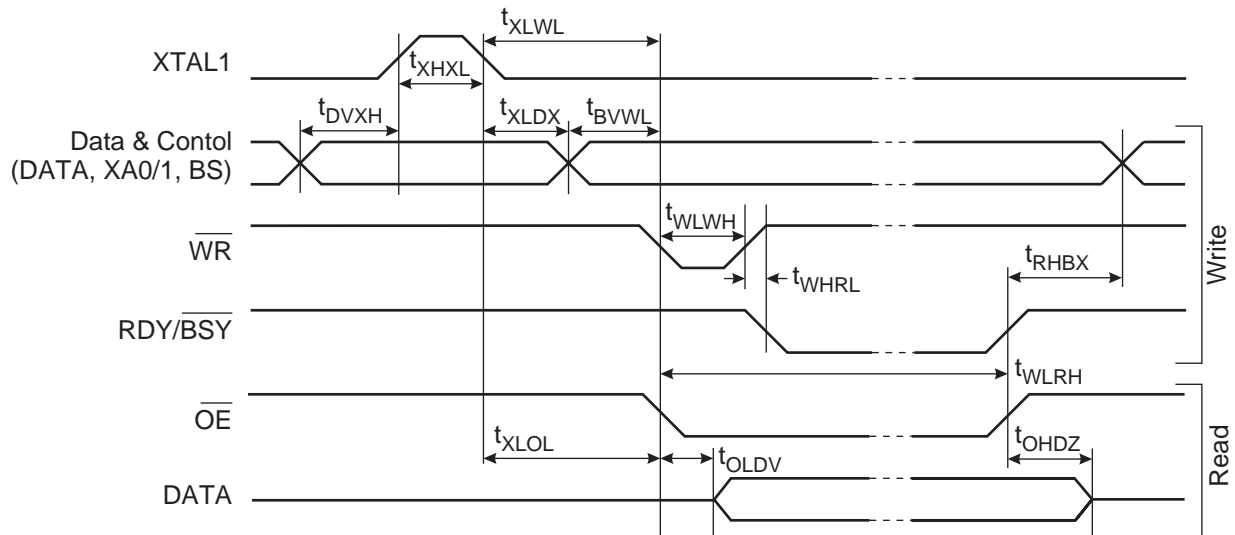 XTAL1
tXLWL
tXHXL
tDVXH
tXLDX
tBVWL
Data & Contol
(DATA, XA0/1, BS)
WR
tWLWH
tWHRL
tRHBX
Write
RDY/BSY
tWLRH
OE
tXLOL
tOLDV
tOHDZ
Read
DATA